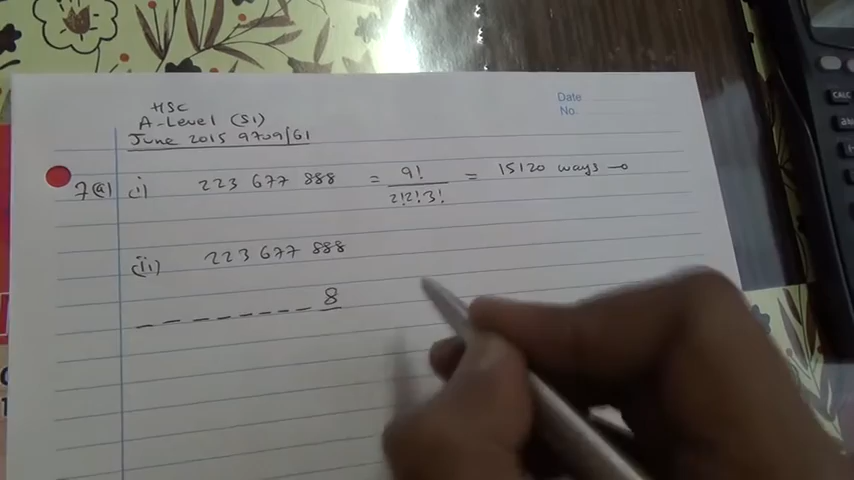 HSC
A-Level (S1)
June 2015 9709/61
Date
No.
7(a) (i) 223 677 888 = 9! / 2!2!3! = 15120 ways
(ii) 223 677 888
8
CALC